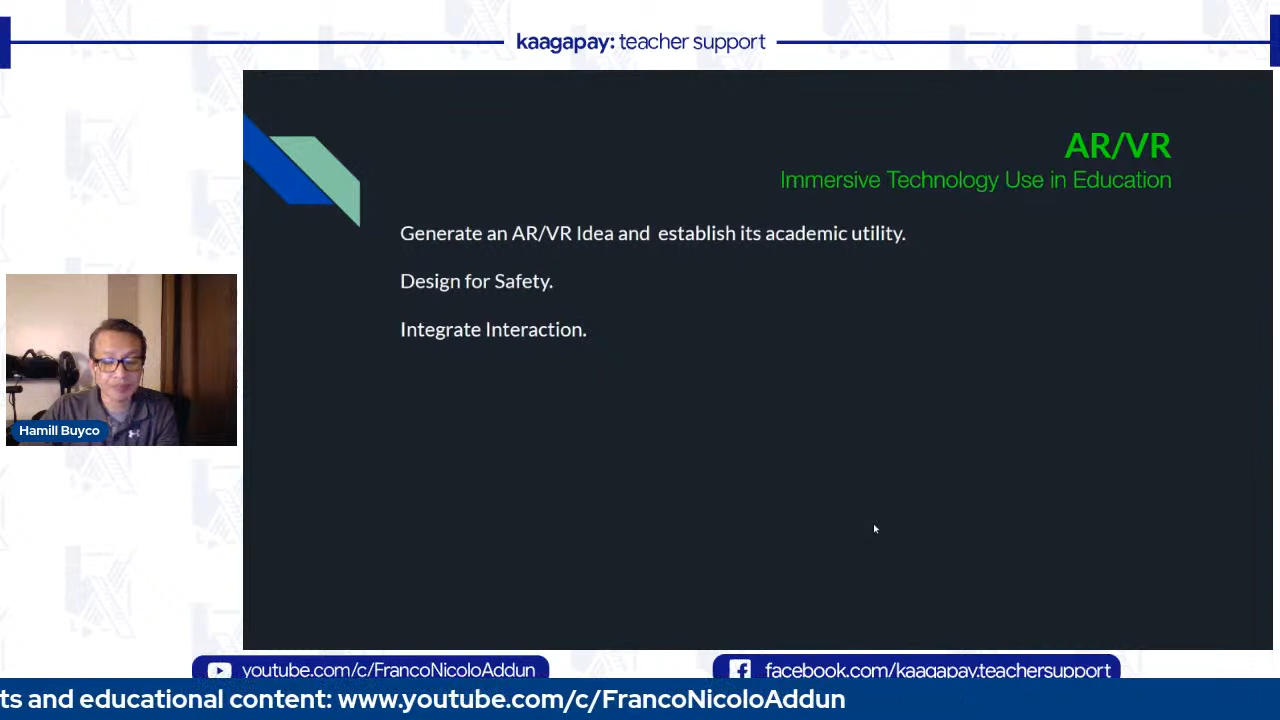 kaagapay: teacher support
AR/VR
Immersive Technology Use in Education
Generate an AR/VR Idea and establish its academic utility.
Design for Safety.
Integrate Interaction.
Hamill Buyco
youtube.com/c/FrancoNicoloAddun
facebook.com/kaagapay.teachersupport
ts and educational content: www.youtube.com/c/FrancoNicoloAddun